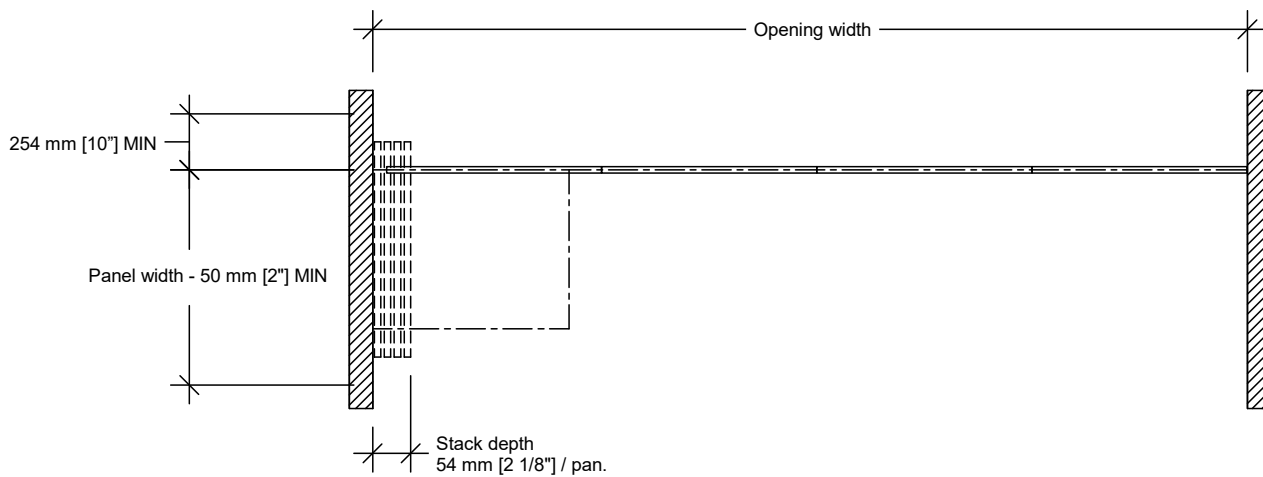 Opening width
254 mm [10”] MIN
Panel width - 50 mm [2"] MIN
Stack depth
54 mm [2 1/8"] / pan.